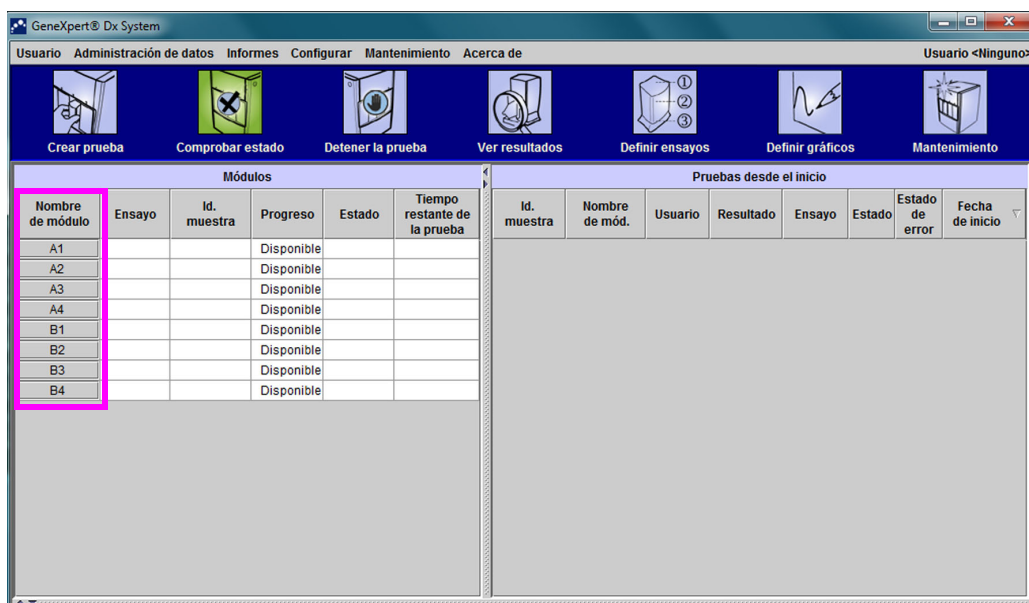 GeneXpert® Dx System
Usuario Administración de datos Informes Configurar Mantenimiento Acerca de Usuario <Ninguno>
Crear prueba Comprobar estado Detener la prueba Ver resultados Definir ensayos Definir gráficos Mantenimiento
1
2
3
Módulos
Nombre de módulo Ensayo Id. muestra Progreso Estado Tiempo restante de la prueba
A1 Disponible
A2 Disponible
A3 Disponible
A4 Disponible
B1 Disponible
B2 Disponible
B3 Disponible
B4 Disponible
Pruebas desde el inicio
Id. muestra Nombre de mód. Usuario Resultado Ensayo Estado Estado de error Fecha de inicio